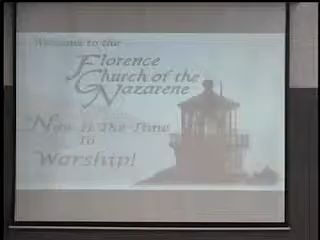 Welcome to the
Florence
Church of the
Nazarene
Now Is The Time
To
Worship!